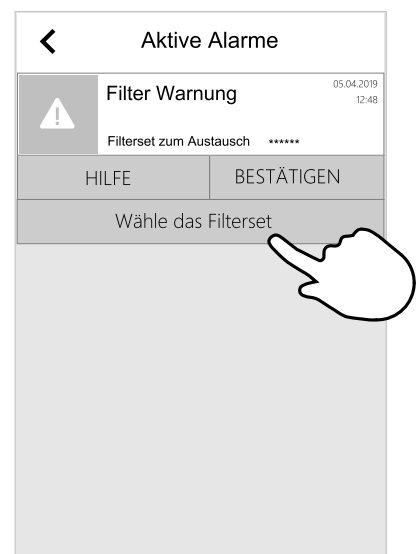 Aktive Alarme
Filter Warnung
05.04.2019
12:48
Filterset zum Austausch ******
HILFE
BESTÄTIGEN
Wähle das Filterset